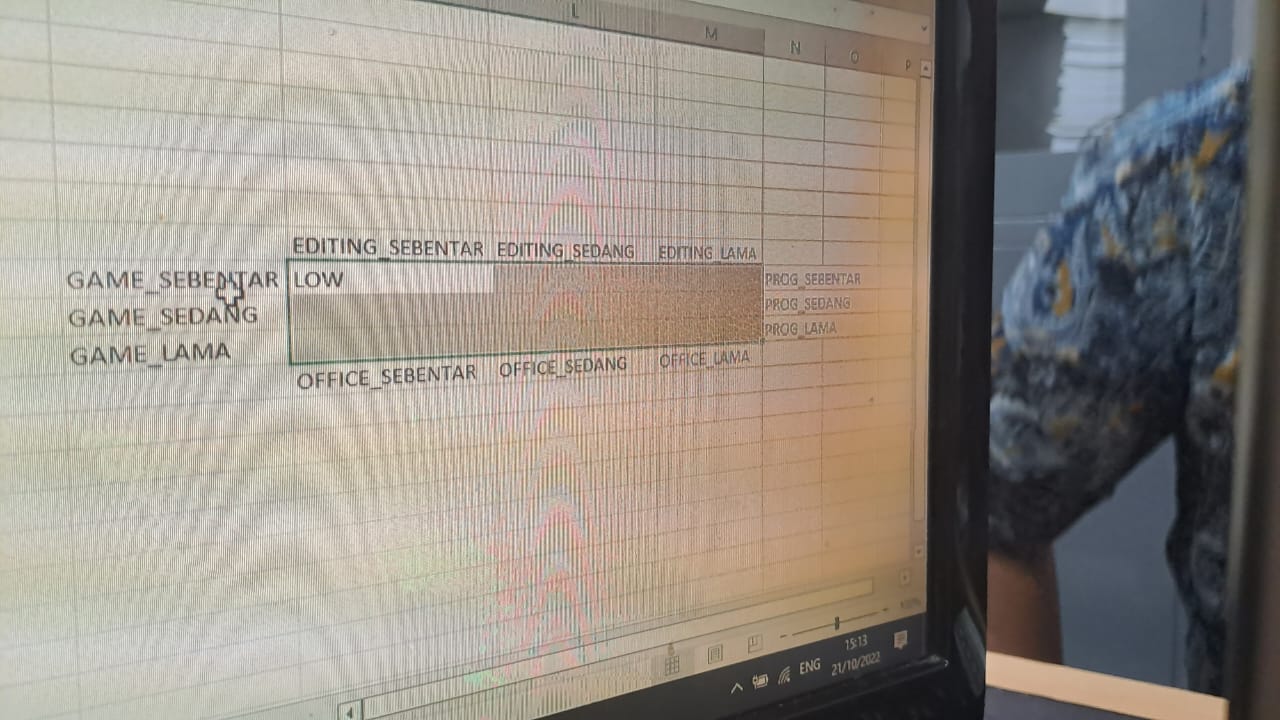 L M N O P
EDITING_SEBENTAR EDITING_SEDANG EDITING_LAMA
GAME_SEBENTAR LOW PROG_SEBENTAR
GAME_SEDANG PROG_SEDANG
GAME_LAMA PROG_LAMA
OFFICE_SEBENTAR OFFICE_SEDANG OFFICE_LAMA
ENG 15:13
21/10/2022